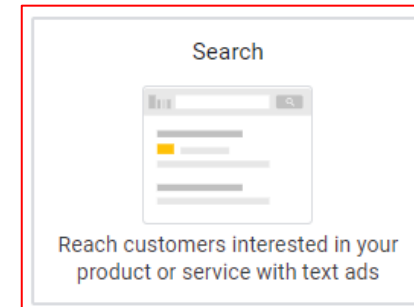 Search
Reach customers interested in your
product or service with text ads